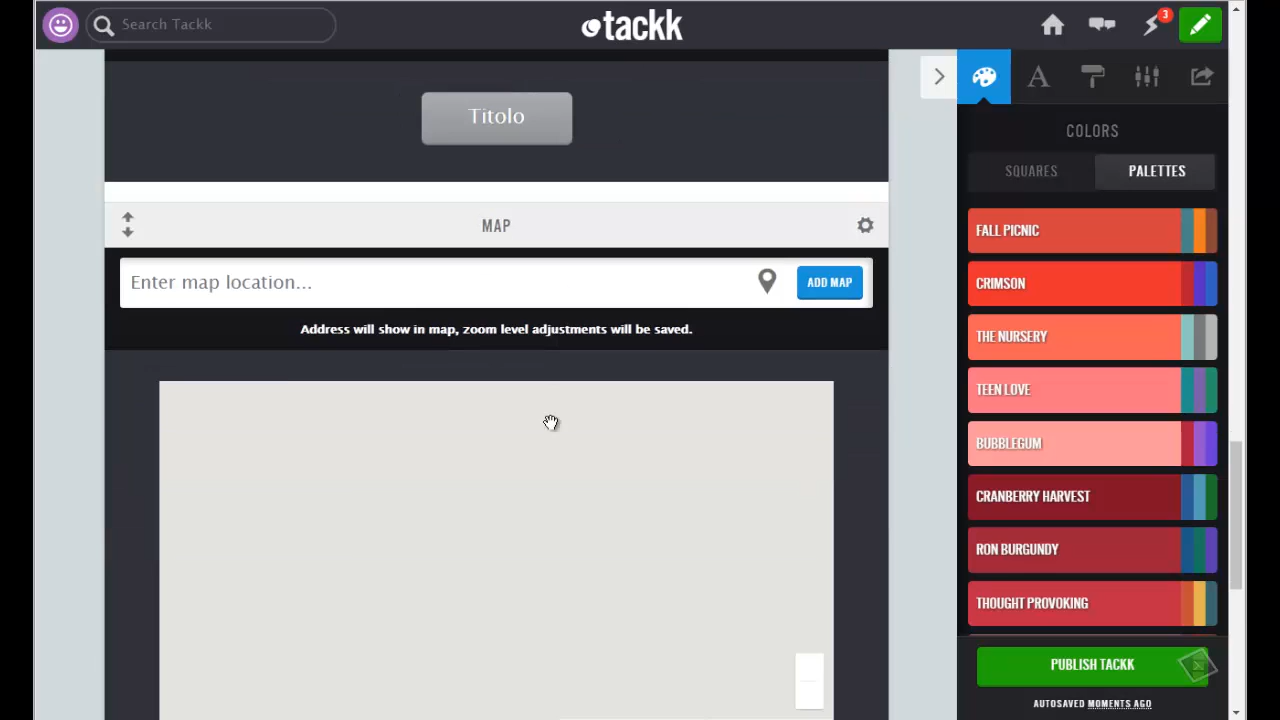 Search Tackk
tackk
3
Titolo
MAP
Enter map location...
ADD MAP
Address will show in map, zoom level adjustments will be saved.
COLORS
SQUARES
PALETTES
FALL PICNIC
CRIMSON
THE NURSERY
TEEN LOVE
BUBBLEGUM
CRANBERRY HARVEST
RON BURGUNDY
THOUGHT PROVOKING
PUBLISH TACKK
AUTOSAVED MOMENTS AGO